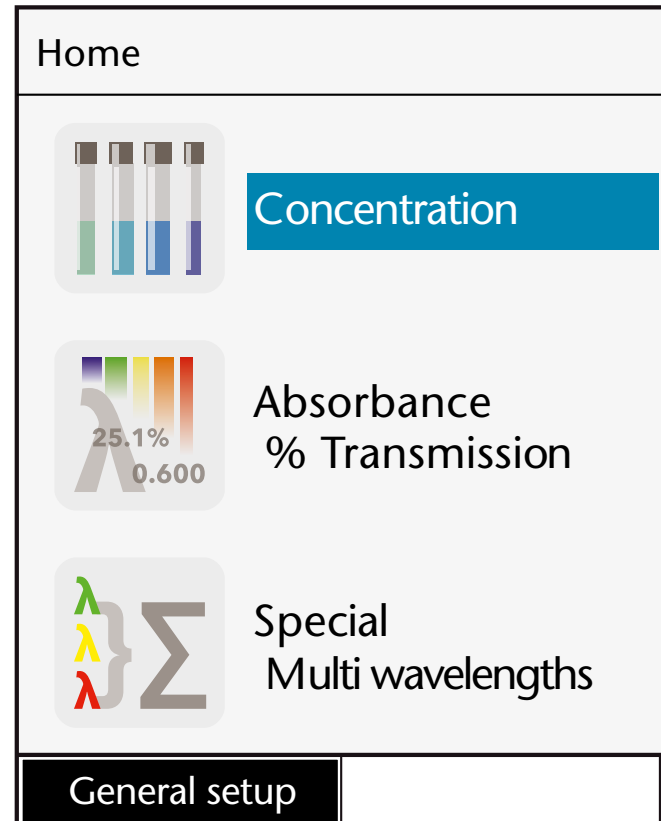 Home
Concentration
λ
25.1%
0.600
Absorbance
% Transmission
λ
λ
λ
}
Σ
Special
Multi wavelengths
General setup